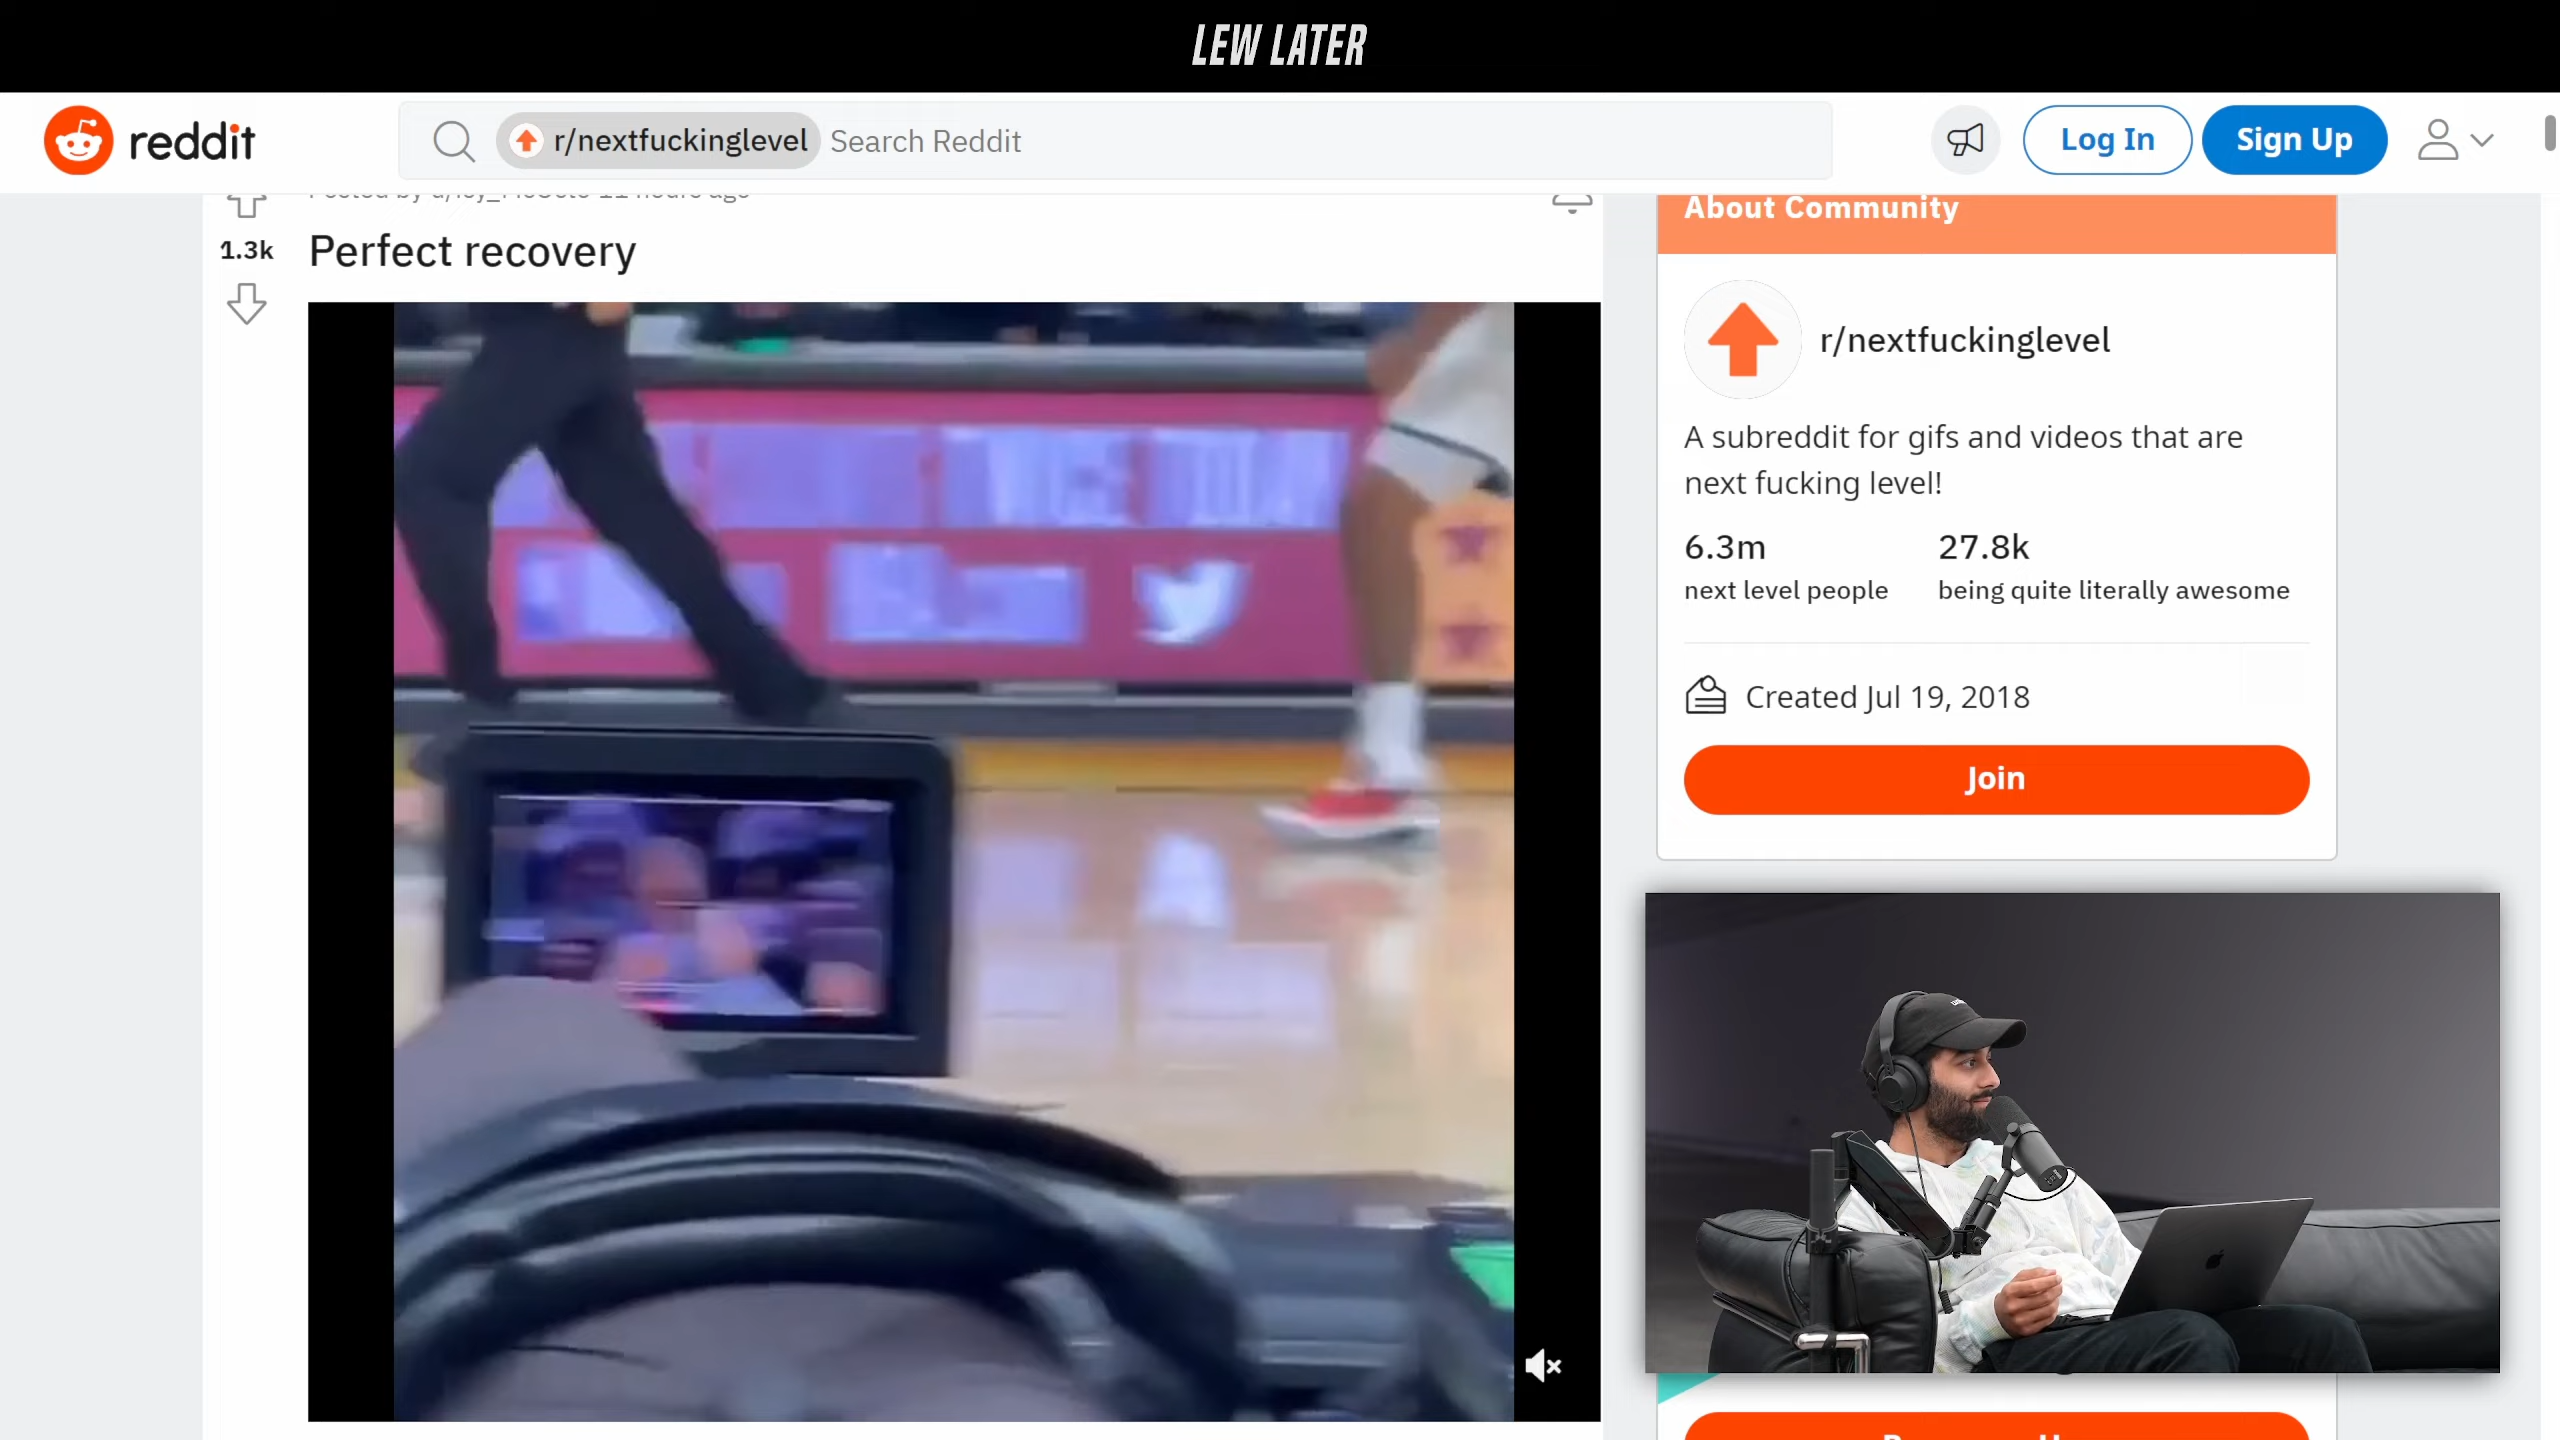 LEW LATER
reddit
r/nextfuckinglevel Search Reddit
Log In
Sign Up
1.3k
Perfect recovery
About Community
r/nextfuckinglevel
A subreddit for gifs and videos that are
next fucking level!
6.3m
27.8k
next level people
being quite literally awesome
Created Jul 19, 2018
Join